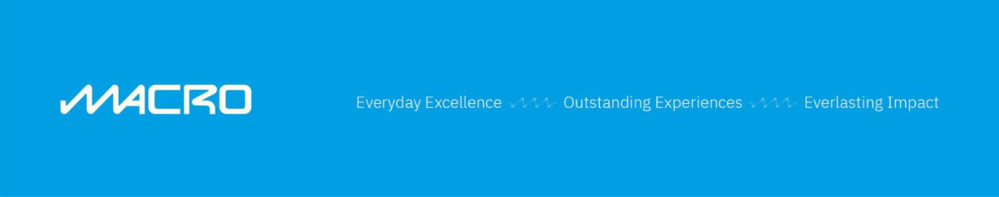 MACRO
Everyday Excellence Outstanding Experiences Everlasting Impact